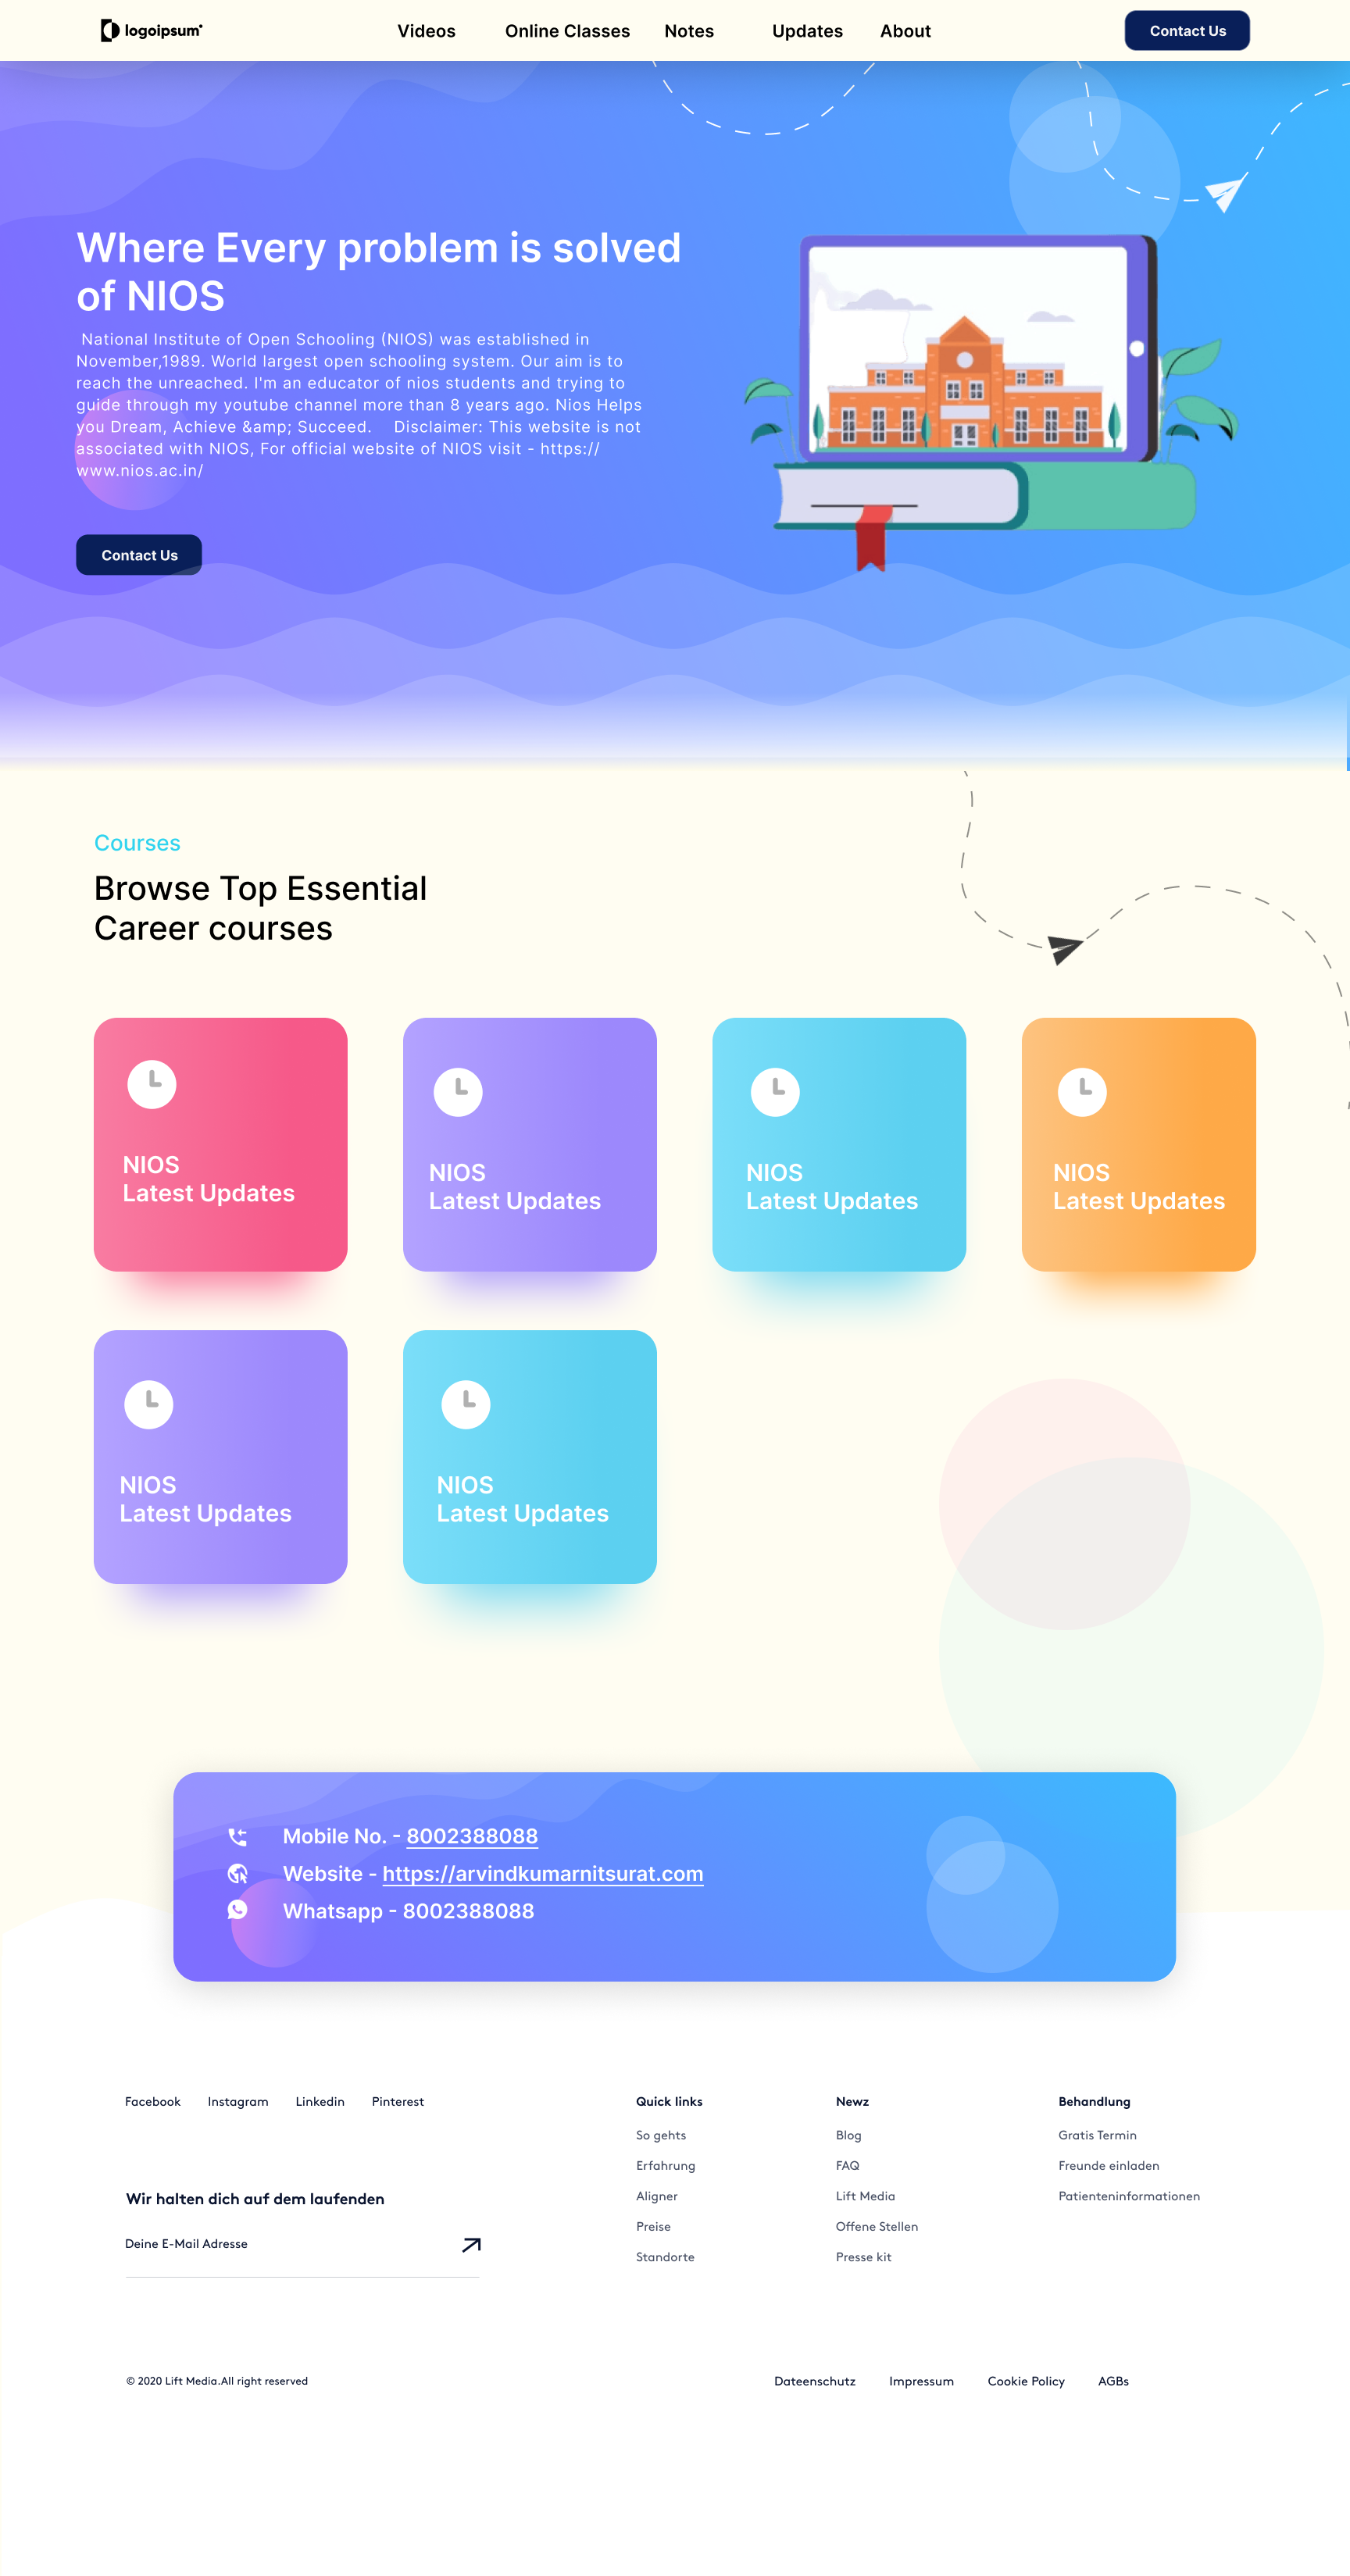 logoipsum
Videos
Online Classes
Notes
Updates
About
Contact Us
Where Every problem is solved
of NIOS
National Institute of Open Schooling (NIOS) was established in
November,1989. World largest open schooling system. Our aim is to
reach the unreached. I'm an educator of nios students and trying to
guide through my youtube channel more than 8 years ago. Nios Helps
you Dream, Achieve &amp; Succeed.    Disclaimer: This website is not
associated with NIOS, For official website of NIOS visit - https://
www.nios.ac.in/
Contact Us
Courses
Browse Top Essential
Career courses
NIOS
Latest Updates
NIOS
Latest Updates
NIOS
Latest Updates
NIOS
Latest Updates
NIOS
Latest Updates
NIOS
Latest Updates
Mobile No. - 8002388088
Website - https://arvindkumarnitsurat.com
Whatsapp - 8002388088
Facebook
Instagram
Linkedin
Pinterest
Wir halten dich auf dem laufenden
Deine E-Mail Adresse
Quick links
So gehts
Erfahrung
Aligner
Preise
Standorte
Newz
Blog
FAQ
Lift Media
Offene Stellen
Presse kit
Behandlung
Gratis Termin
Freunde einladen
Patienteninformationen
© 2020 Lift Media.All right reserved
Dateenschutz
Impressum
Cookie Policy
AGBs